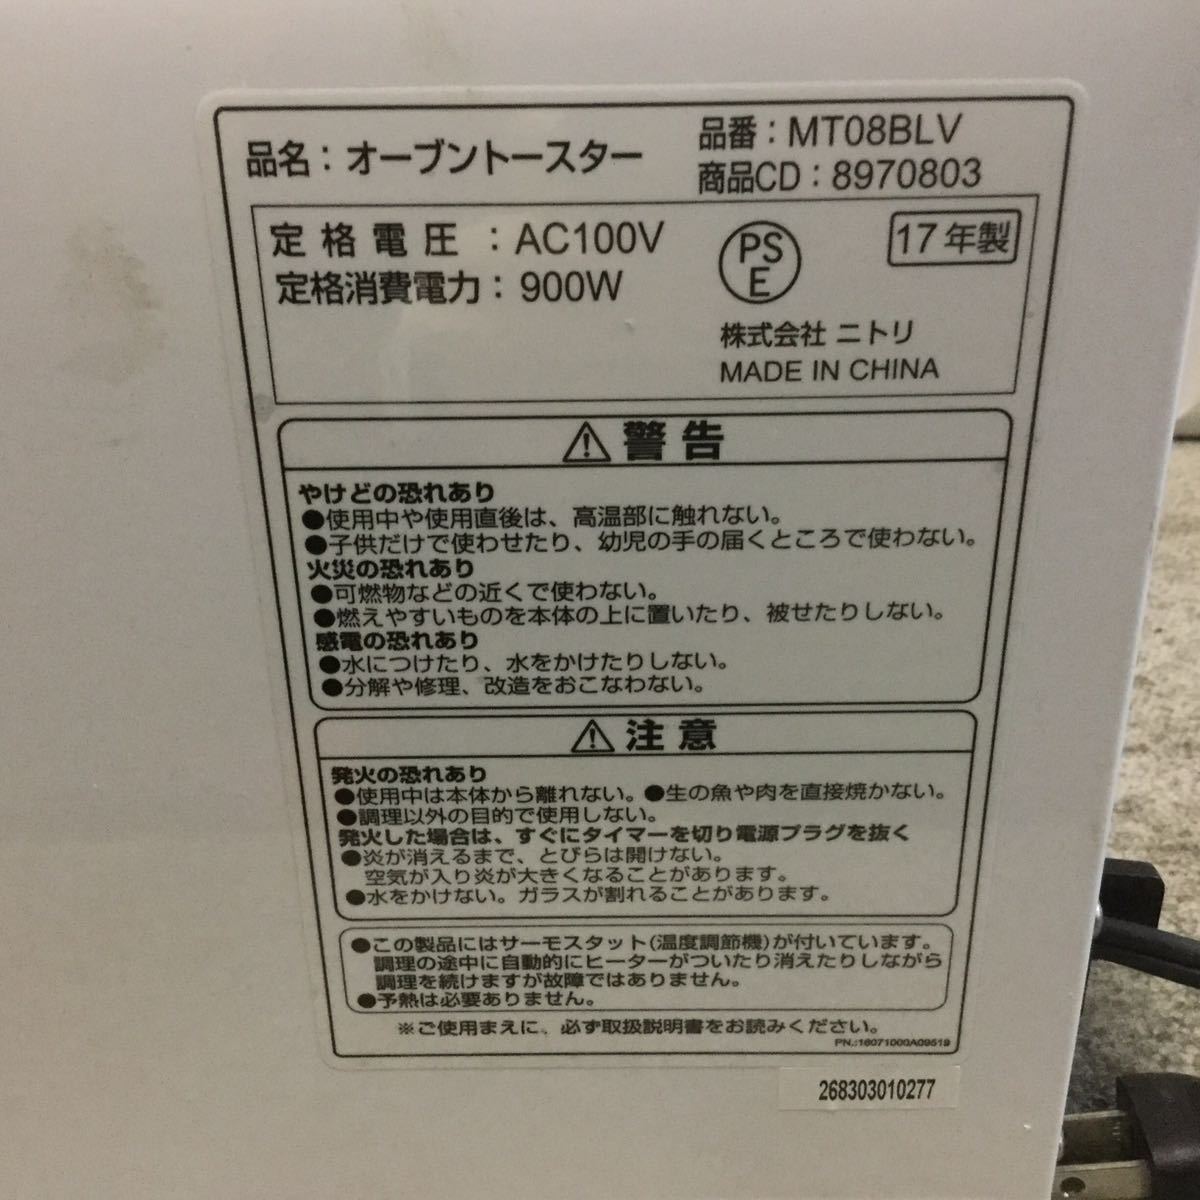 品名：オーブントースター
品番：MT08BLV
商品CD：8970803
定格電圧：AC100V
定格消費電力：900W
PS
E
17年製
株式会社 ニトリ
MADE IN CHINA
⚠警告
やけどの恐れあり
●使用中や使用直後は、高温部に触れない。
●子供だけで使わせたり、幼児の手の届くところで使わない。
火災の恐れあり
●可燃物などの近くで使わない。
●燃えやすいものを本体の上に置いたり、被せたりしない。
感電の恐れあり
●水につけたり、水をかけたりしない。
●分解や修理、改造をおこなわない。
⚠注意
発火の恐れあり
●使用中は本体から離れない。●生の魚や肉を直接焼かない。
●調理以外の目的で使用しない。
発火した場合は、すぐにタイマーを切り電源プラグを抜く
●炎が消えるまで、とびらは開けない。
空気が入り炎が大きくなることがあります。
●水をかけない。ガラスが割れることがあります。
●この製品にはサーモスタット(温度調節機)が付いています。
調理の途中に自動的にヒーターがついたり消えたりしながら
調理を続けますが故障ではありません。
●予熱は必要ありません。
※ご使用まえに、必ず取扱説明書をお読みください。
PN.:16071000A09519
268303010277